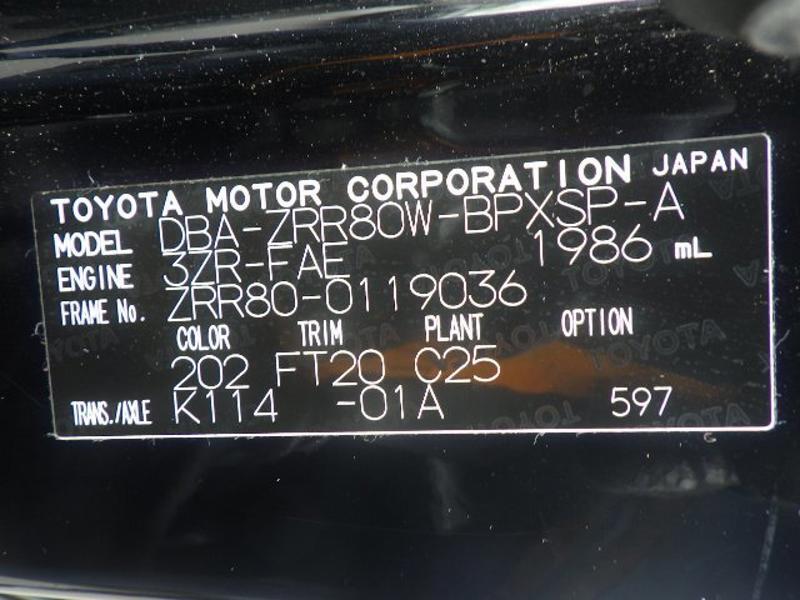 TOYOTA MOTOR CORPORATION JAPAN
MODEL DBA-ZRR80W-BPXSP-A
ENGINE 3ZR-FAE 1986 mL
FRAME No. ZRR80-0119036
COLOR TRIM PLANT OPTION
202 FT20 C25
TRANS./AXLE K114 -01A 597